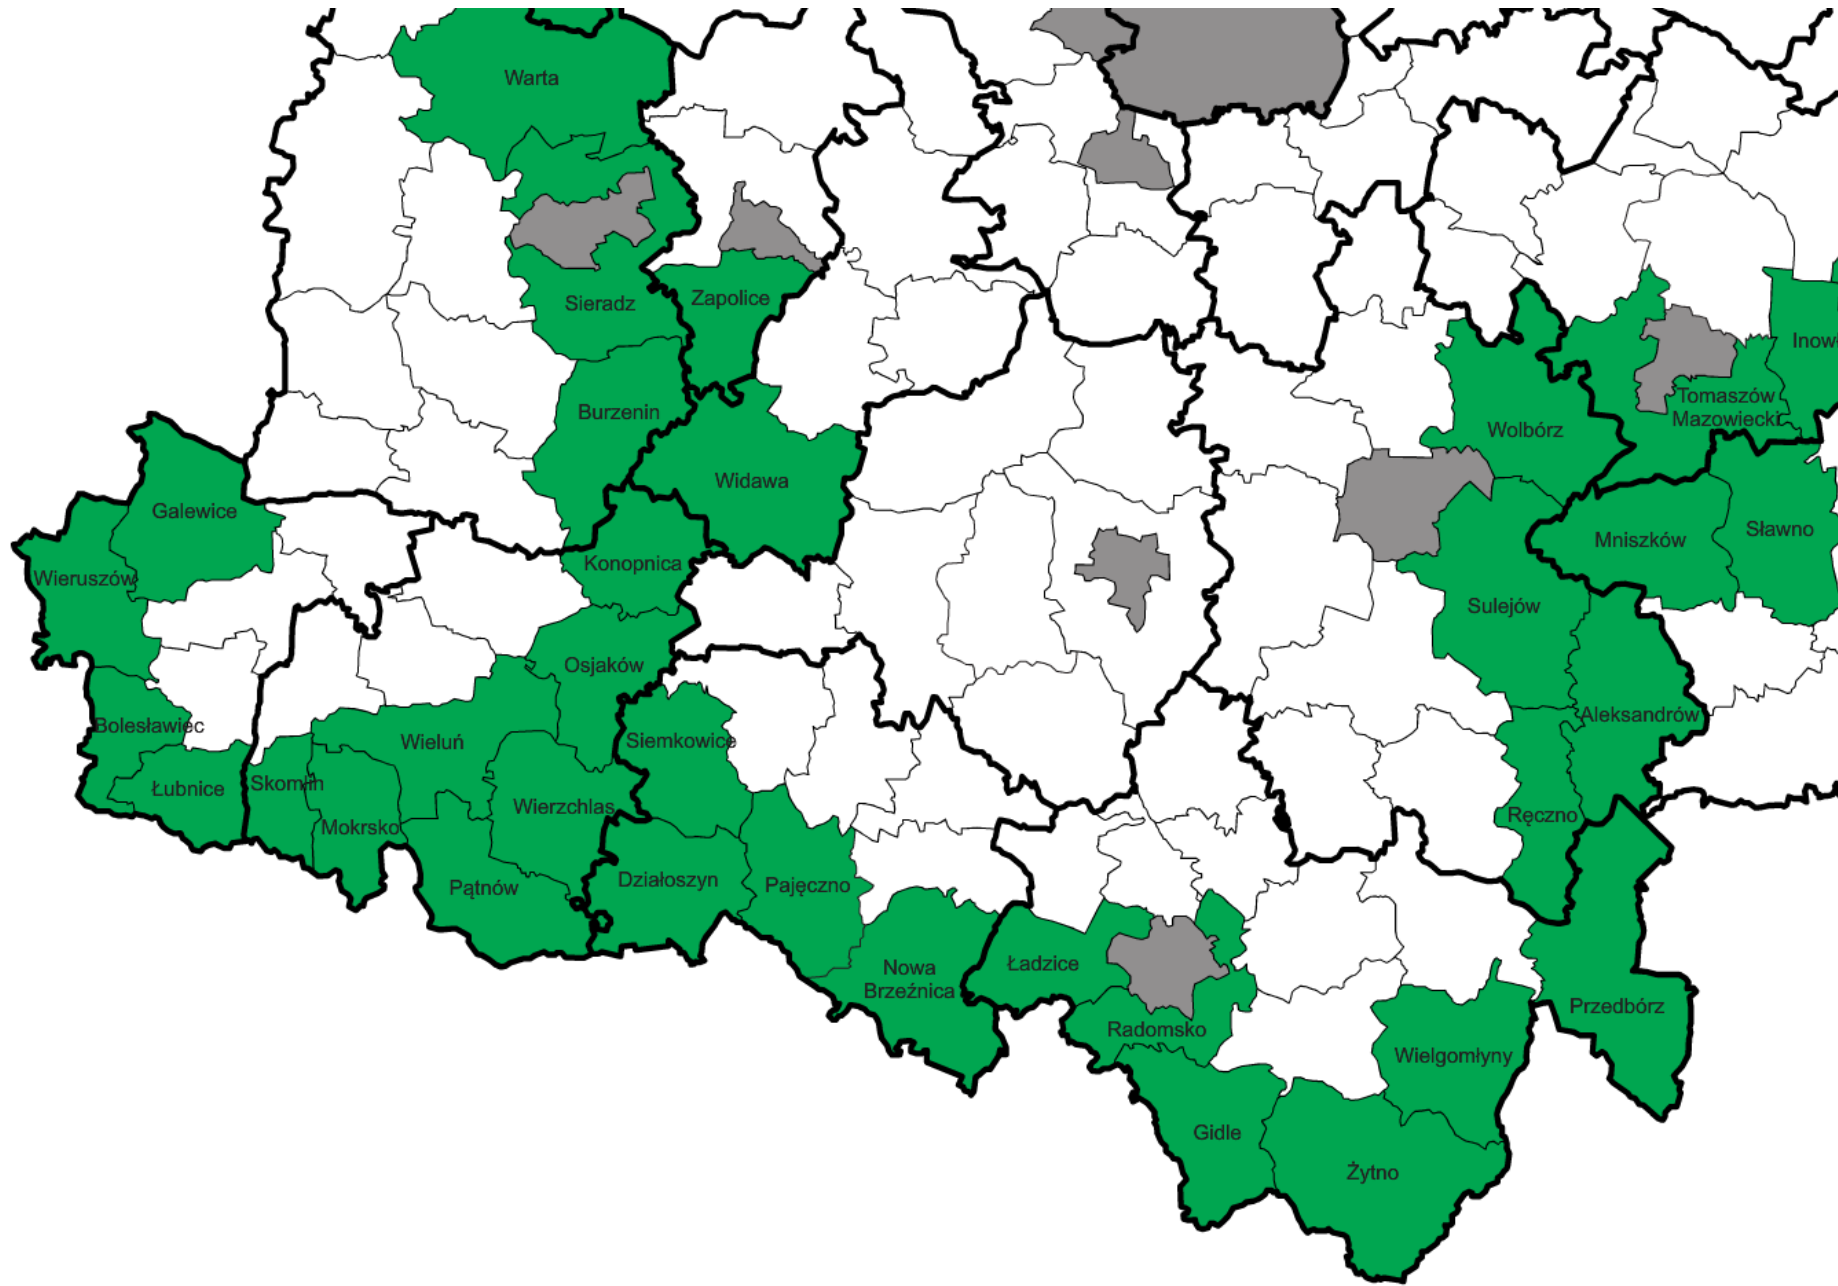 Warta
Sieradz
Zapolice
Inow
Burzenin
Tomaszów
Mazowiecki
Wolbórz
Widawa
Galewice
Sławno
Mniszków
Konopnica
Wieruszów
Sulejów
Osjaków
Aleksandrów
Bolesławiec
Wieluń
Siemkowice
Skomlin
Łubnice
Wierzchlas
Ręczno
Mokrsko
Działoszyn
Pajęczno
Pątnów
Ładzice
Nowa
Brzeźnica
Przedbórz
Radomsko
Wielgomłyny
Gidle
Żytno